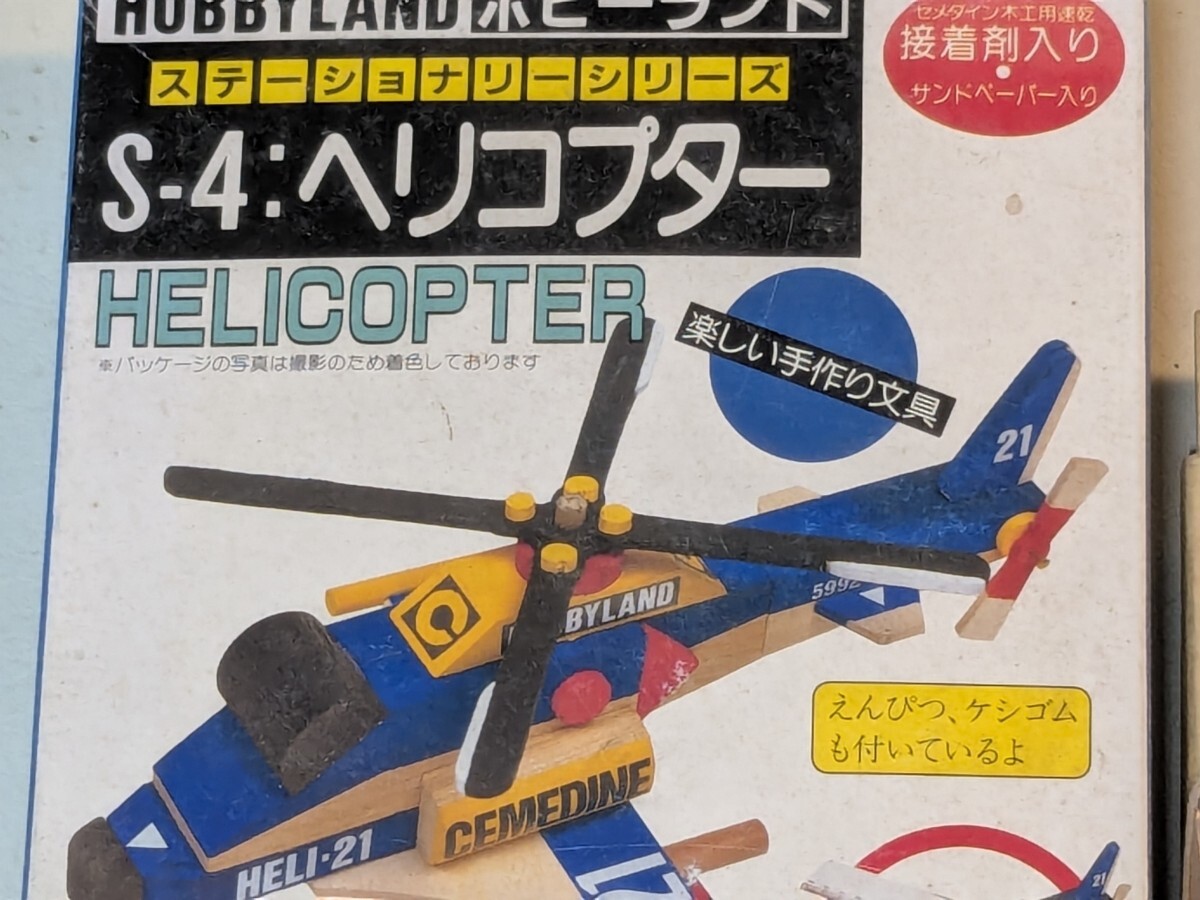 HOBBYLAND ホビーランド
セメダイン木工用速乾
接着剤入り
・
サンドペーパー入り
ステーショナリーシリーズ
S-4:ヘリコプター
HELICOPTER
※パッケージの写真は撮影のため着色しております
楽しい手作り文具
21
5992
HOBBYLAND
えんぴつ、ケシゴム
も付いているよ
CEMEDINE
HELI・21
21
21